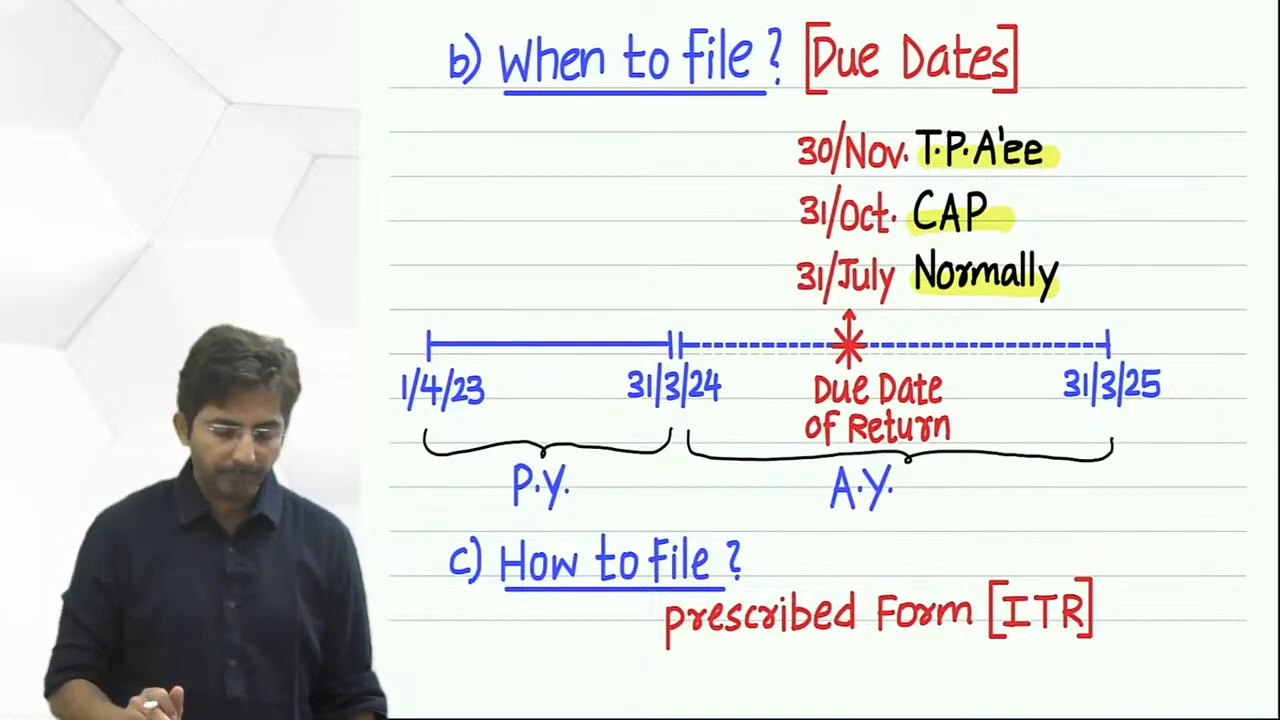 b) When to file? [Due Dates]
30/Nov. T.P.A'ee
31/Oct. CAP
31/July Normally
1/4/23 31/3/24 31/3/25
Due Date
of Return
P.Y. A.Y.
c) How to file?
prescribed Form [ITR]